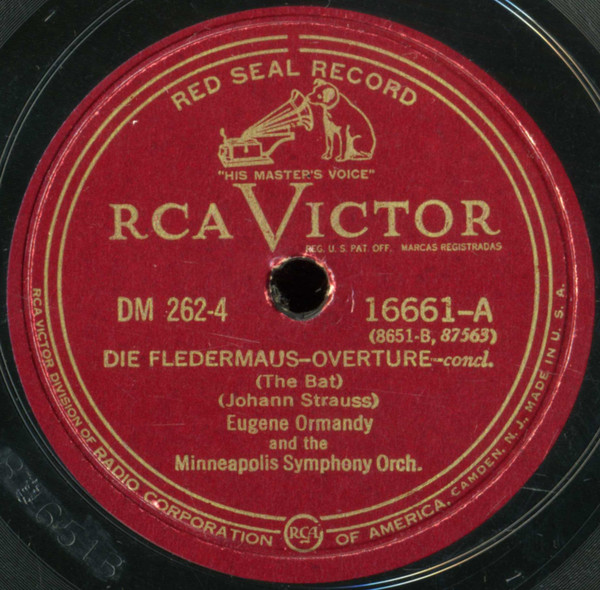 RED SEAL RECORD
"HIS MASTER'S VOICE"
RCA VICTOR
REG. U. S. PAT. OFF. MARCAS REGISTRADAS
DM 262-4 16661-A
(8651-B, 87563)
DIE FLEDERMAUS-OVERTURE-concl.
(The Bat)
(Johann Strauss)
Eugene Ormandy
and the
Minneapolis Symphony Orch.
RCA VICTOR DIVISION OF RADIO CORPORATION OF AMERICA, CAMDEN, N. J., MADE IN U. S. A.
RCA